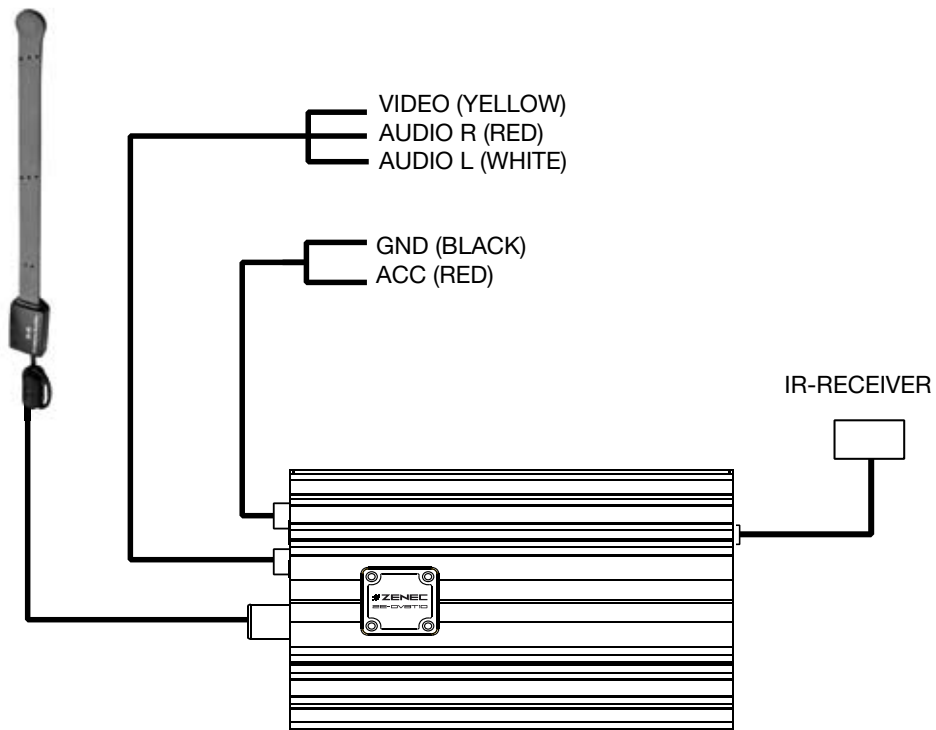 VIDEO (YELLOW)
AUDIO R (RED)
AUDIO L (WHITE)
GND (BLACK)
ACC (RED)
IR-RECEIVER
ZENEC